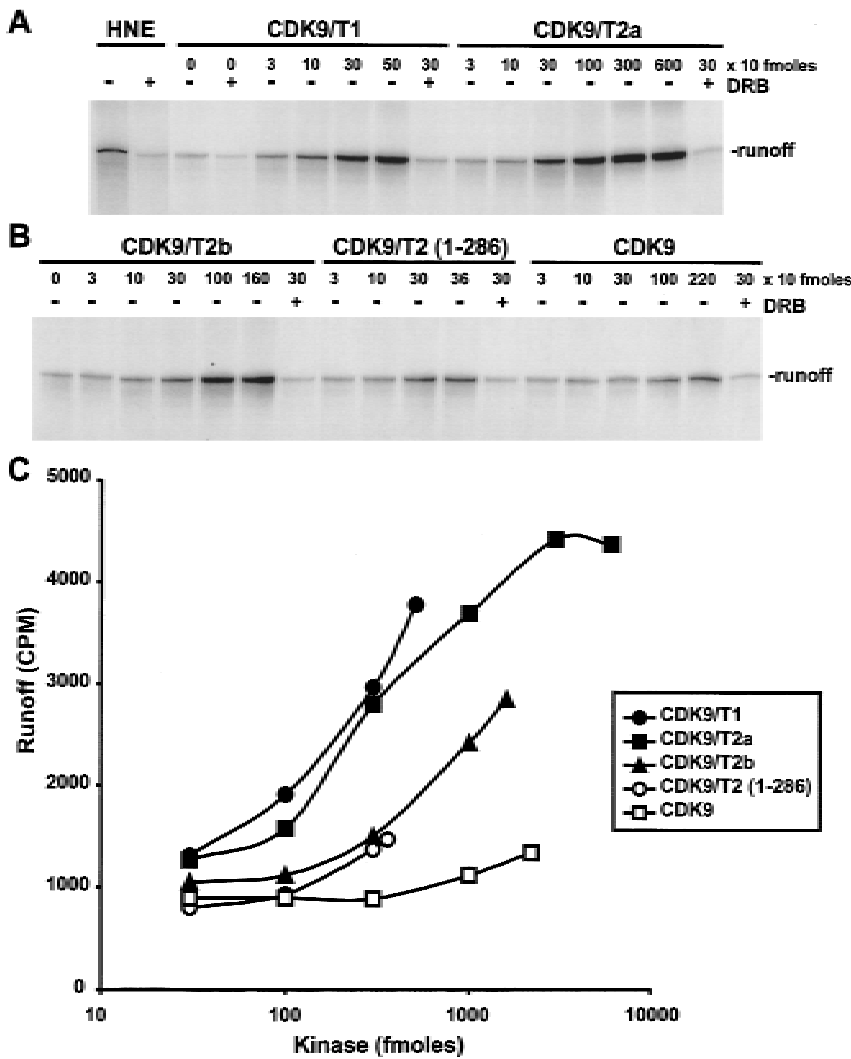 A
HNE CDK9/T1 CDK9/T2a
0 0 3 10 30 50 30 3 10 30 100 300 600 30 x 10 fmoles
- + - + - - - - + - - - - - - + DRB
-runoff
B
CDK9/T2b CDK9/T2 (1-286) CDK9
0 3 10 30 100 160 30 3 10 30 36 30 3 10 30 100 220 30 x 10 fmoles
- - - - - - + - - - - + - - - - - + DRB
-runoff
C
5000
4000
3000
2000
1000
0
Runoff (CPM)
10 100 1000 10000
Kinase (fmoles)
CDK9/T1
CDK9/T2a
CDK9/T2b
CDK9/T2 (1-286)
CDK9